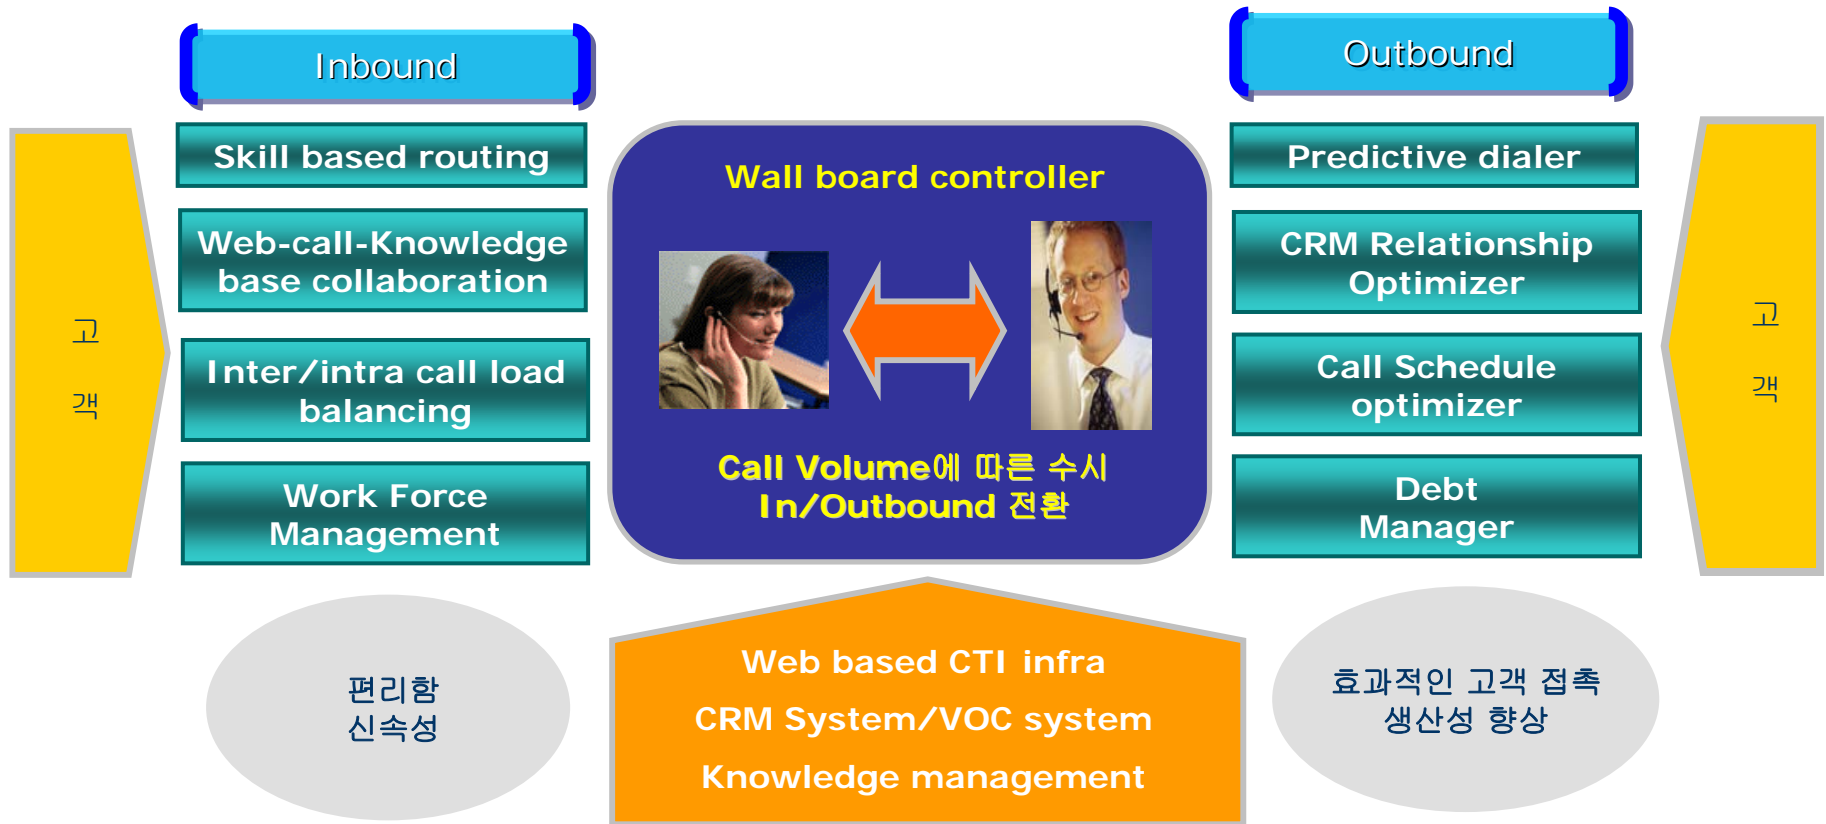 Inbound
Outbound
고
객
Skill based routing
Web-call-Knowledge
base collaboration
Inter/intra call load
balancing
Work Force
Management
Wall board controller
Call Volume에 따른 수시
In/Outbound 전환
Predictive dialer
CRM Relationship
Optimizer
Call Schedule
optimizer
Debt
Manager
고
객
편리함
신속성
Web based CTI infra
CRM System/VOC system
Knowledge management
효과적인 고객 접촉
생산성 향상